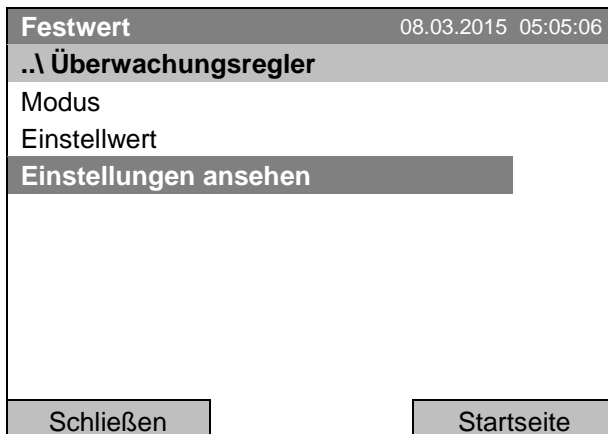 Festwert 08.03.2015 05:05:06
..\ Überwachungsregler
Modus
Einstellwert
Einstellungen ansehen
Schließen Startseite